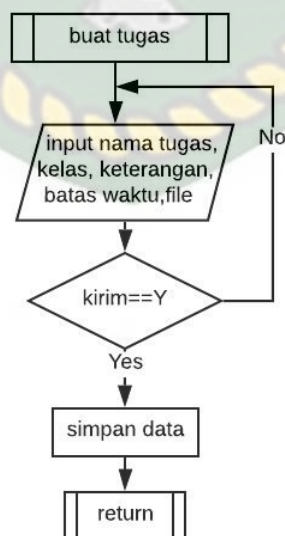 buat tugas
No
input nama tugas,
kelas, keterangan,
batas waktu,file
kirim==Y
Yes
simpan data
return